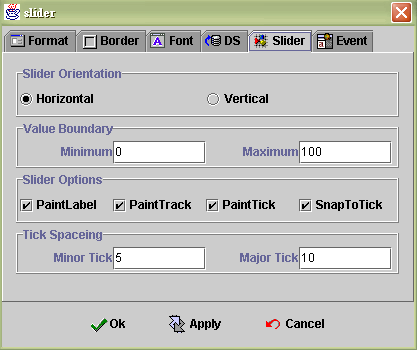 slider
Format Border Font DS Slider Event
Slider Orientation
Horizontal Vertical
Value Boundary
Minimum 0 Maximum 100
Slider Options
PaintLabel PaintTrack PaintTick SnapToTick
Tick Spaceing
Minor Tick 5 Major Tick 10
Ok Apply Cancel